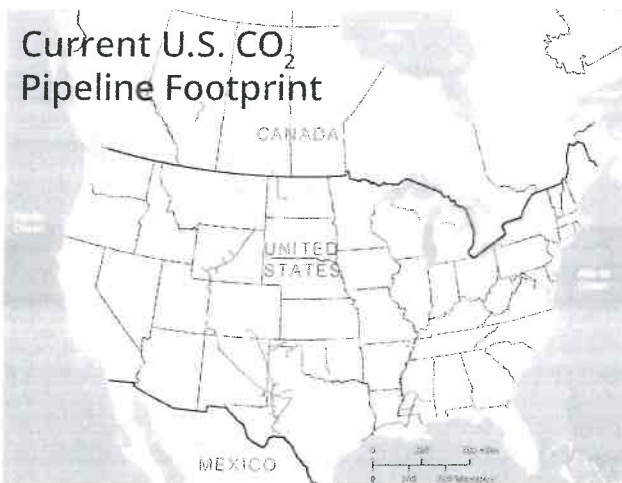 Current U.S. CO₂
Pipeline Footprint
CANADA
UNITED
STATES
MEXICO